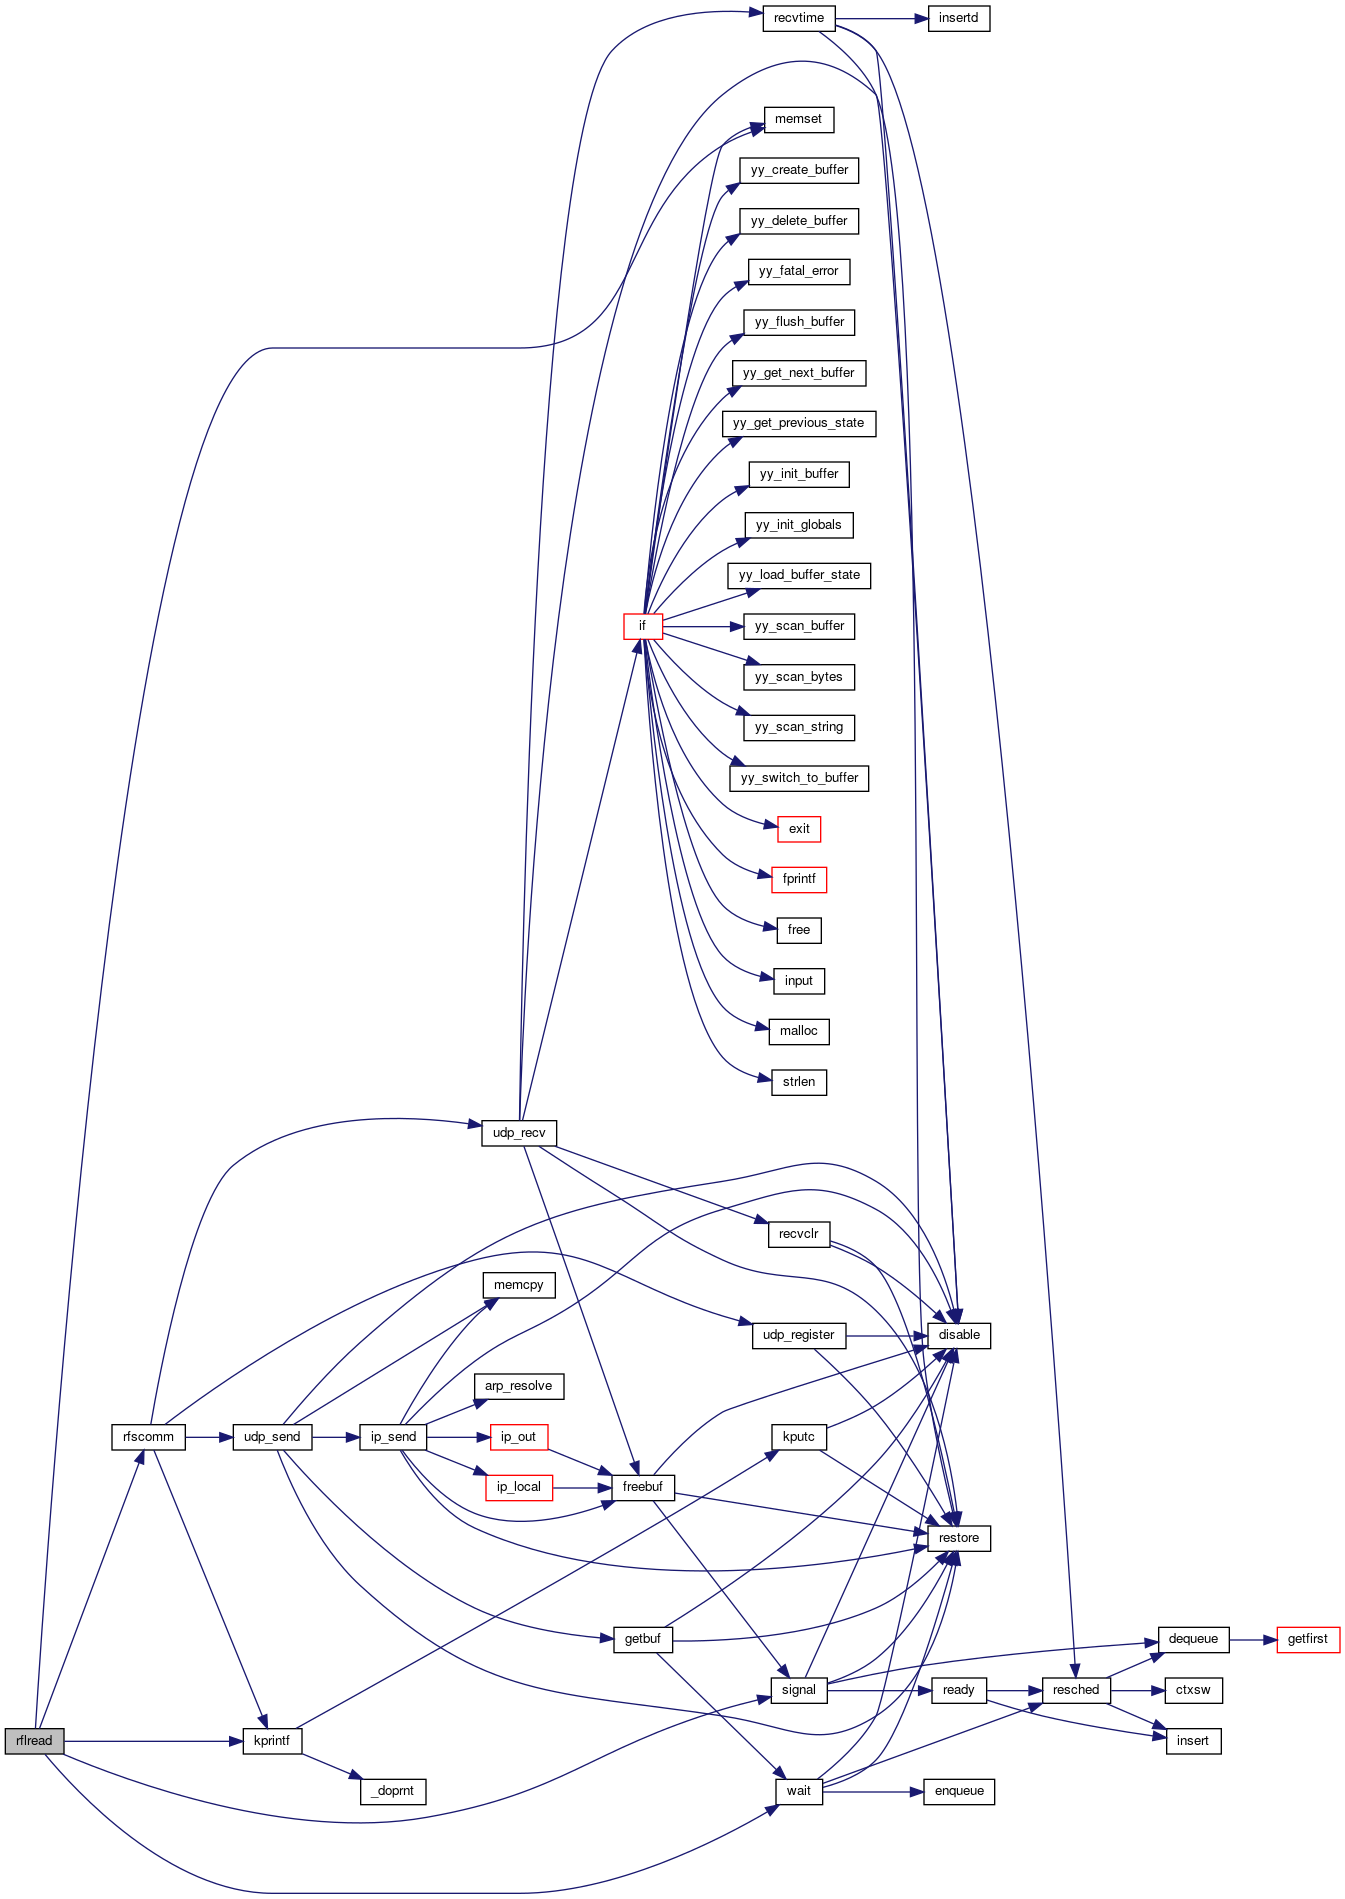 recvtime
insertd
memset
yy_create_buffer
yy_delete_buffer
yy_fatal_error
yy_flush_buffer
yy_get_next_buffer
yy_get_previous_state
yy_init_buffer
yy_init_globals
yy_load_buffer_state
if
yy_scan_buffer
yy_scan_bytes
yy_scan_string
yy_switch_to_buffer
exit
fprintf
free
input
malloc
strlen
udp_recv
recvclr
memcpy
udp_register
disable
arp_resolve
rfscomm
udp_send
ip_send
ip_out
kputc
ip_local
freebuf
restore
getbuf
dequeue
getfirst
signal
ready
resched
ctxsw
rflread
kprintf
insert
_doprnt
wait
enqueue